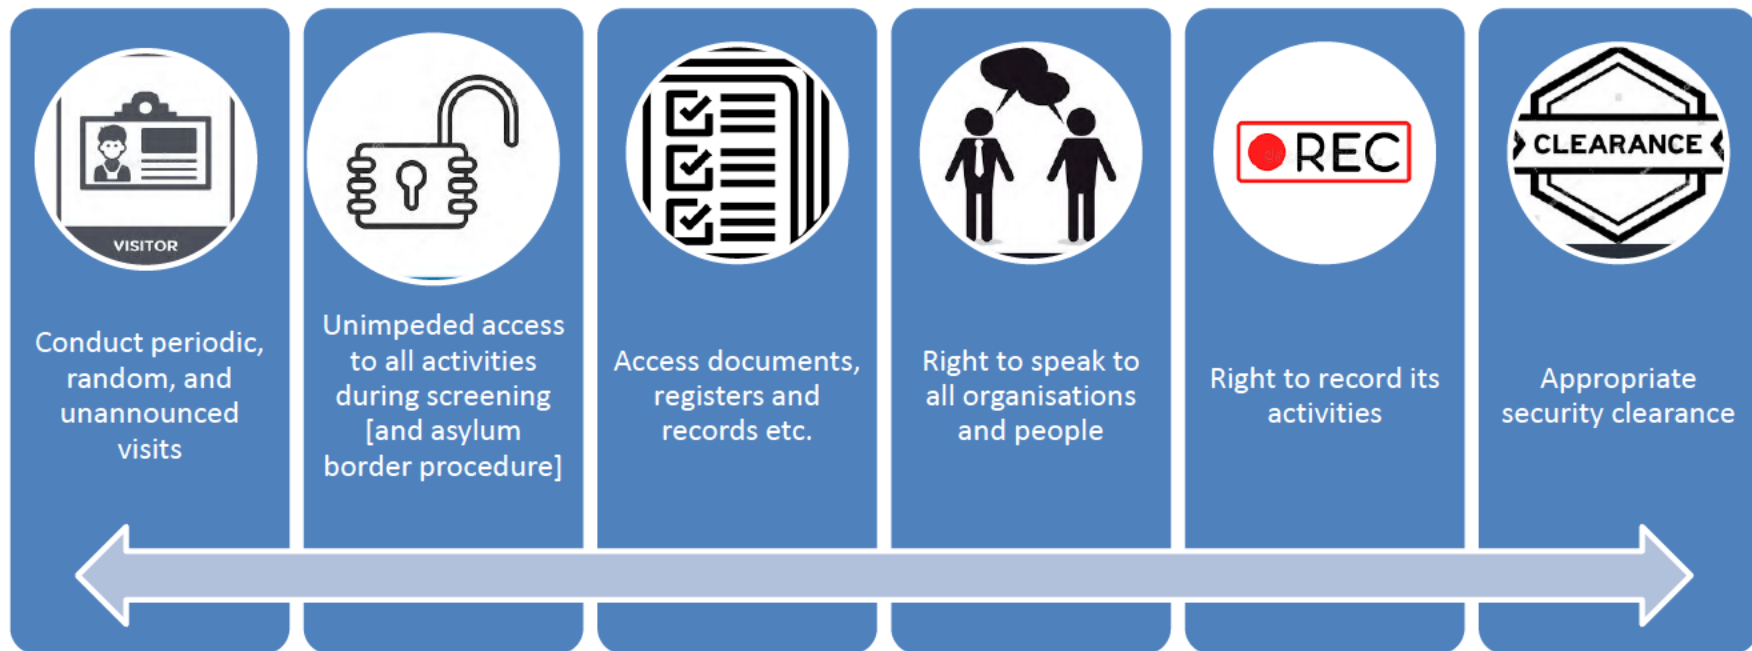 VISITOR
Conduct periodic,
random, and
unannounced
visits
Unimpeded access
to all activities
during screening
[and asylum
border procedure]
Access documents,
registers and
records etc.
Right to speak to
all organisations
and people
REC
Right to record its
activities
CLEARANCE
Appropriate
security clearance